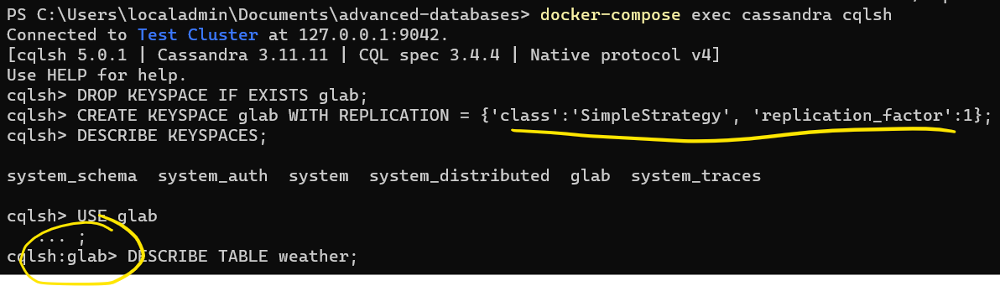 PS C:\Users\localadmin\Documents\advanced-databases> docker-compose exec cassandra cqlsh
Connected to Test Cluster at 127.0.0.1:9042.
[cqlsh 5.0.1 | Cassandra 3.11.11 | CQL spec 3.4.4 | Native protocol v4]
Use HELP for help.
cqlsh> DROP KEYSPACE IF EXISTS glab;
cqlsh> CREATE KEYSPACE glab WITH REPLICATION = {'class':'SimpleStrategy', 'replication_factor':1};
cqlsh> DESCRIBE KEYSPACES;
system_schema  system_auth  system  system_distributed  glab  system_traces
cqlsh> USE glab
   ... ;
cqlsh:glab> DESCRIBE TABLE weather;